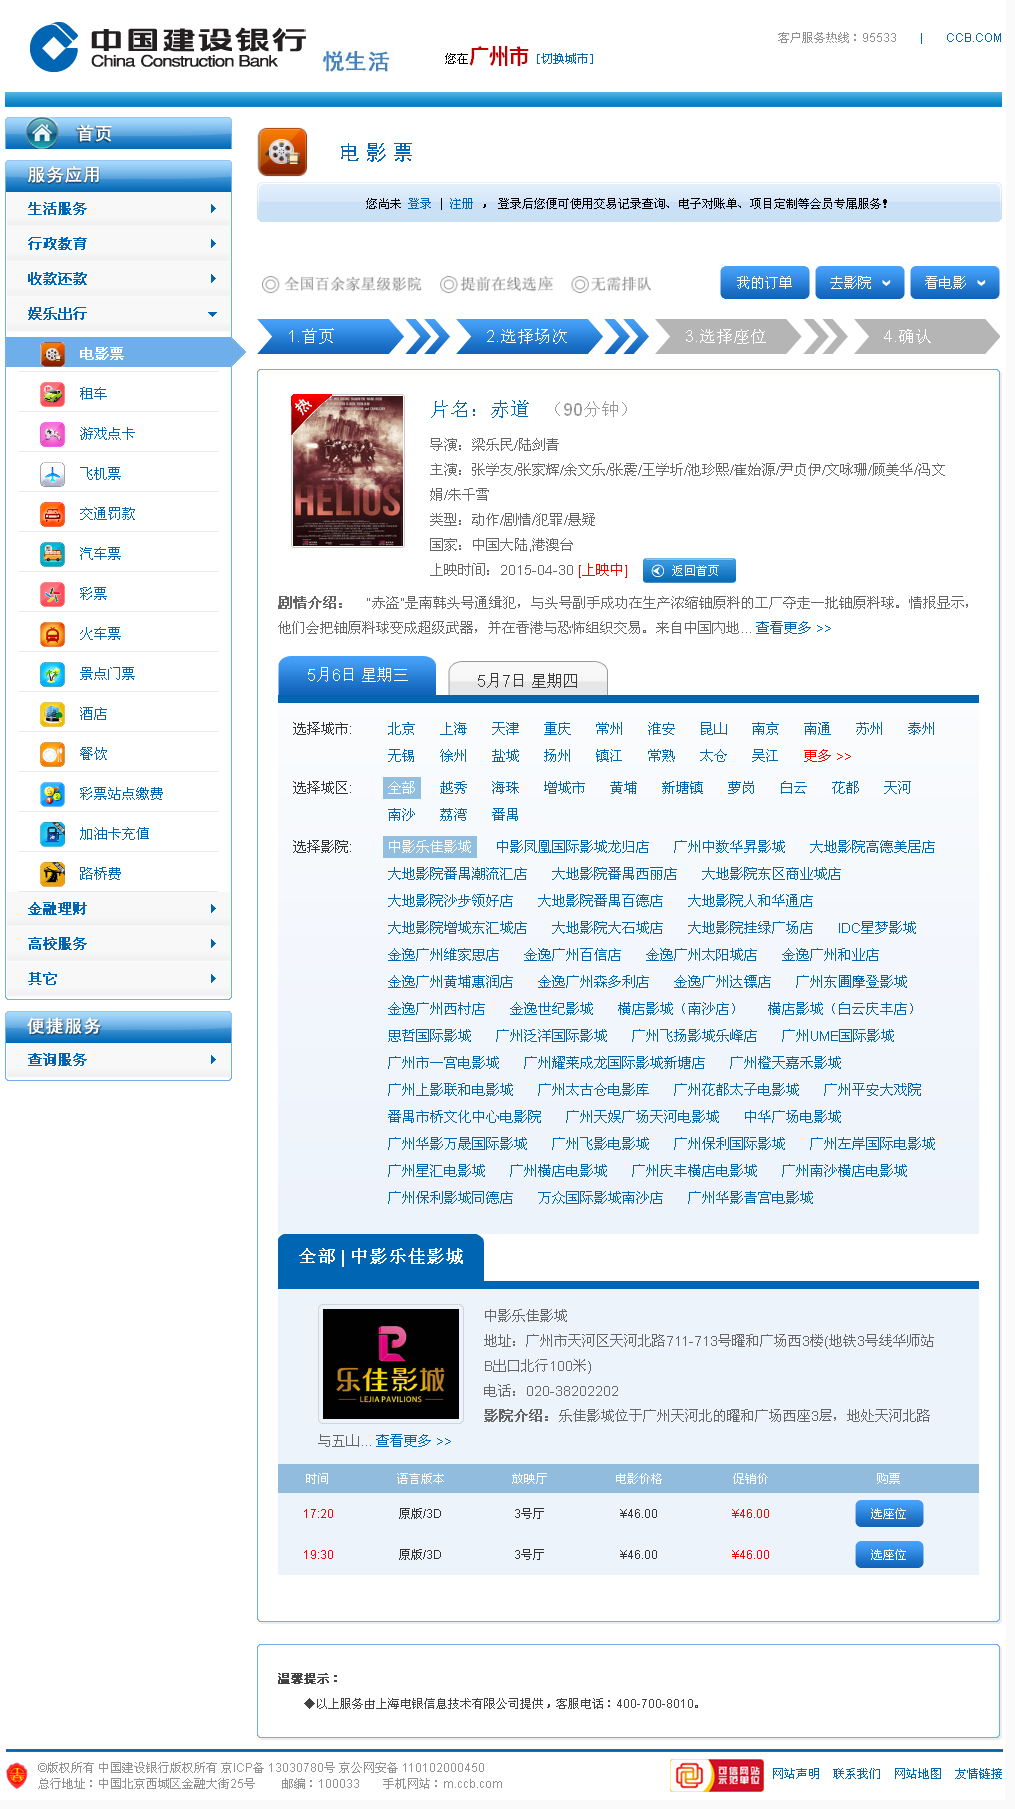 中国建设银行
China Construction Bank
悦生活
您在广州市 [切换城市]
客户服务热线：95533 | CCB.COM
首页
服务应用
生活服务
行政教育
收款还款
娱乐出行
电影票
租车
游戏点卡
飞机票
交通罚款
汽车票
彩票
火车票
景点门票
酒店
餐饮
彩票站点缴费
加油卡充值
路桥费
金融理财
高校服务
其它
便捷服务
查询服务
电影票
您尚未 登录 | 注册 ，登录后您便可使用交易记录查询、电子对账单、项目定制等会员专属服务！
◎全国百余家星级影院 ◎提前在线选座 ◎无需排队
我的订单 去影院 看电影
1.首页 2.选择场次 3.选择座位 4.确认
热
HELIOS
片名：赤道 （90分钟）
导演：梁乐民/陆剑青
主演：张学友/张家辉/余文乐/张震/王学圻/池珍熙/崔始源/尹贞伊/文咏珊/顾美华/冯文
娟/朱千雪
类型：动作/剧情/犯罪/悬疑
国家：中国大陆,港澳台
上映时间：2015-04-30 [上映中] 返回首页
剧情介绍： "赤盗"是南韩头号通缉犯，与头号副手成功在生产浓缩铀原料的工厂夺走一批铀原料球。情报显示，
他们会把铀原料球变成超级武器，并在香港与恐怖组织交易。来自中国内地... 查看更多 >>
5月6日 星期三 5月7日 星期四
选择城市: 北京 上海 天津 重庆 常州 淮安 昆山 南京 南通 苏州 泰州
无锡 徐州 盐城 扬州 镇江 常熟 太仓 吴江 更多 >>
选择城区: 全部 越秀 海珠 增城市 黄埔 新塘镇 萝岗 白云 花都 天河
南沙 荔湾 番禺
选择影院: 中影乐佳影城 中影凤凰国际影城龙归店 广州中数华昇影城 大地影院高德美居店
大地影院番禺潮流汇店 大地影院番禺西丽店 大地影院东区商业城店
大地影院沙步领好店 大地影院番禺百德店 大地影院人和华通店
大地影院增城东汇城店 大地影院大石城店 大地影院挂绿广场店 IDC星梦影城
金逸广州维家思店 金逸广州百信店 金逸广州太阳城店 金逸广州和业店
金逸广州黄埔惠润店 金逸广州森多利店 金逸广州达镖店 广州东圃摩登影城
金逸广州西村店 金逸世纪影城 横店影城（南沙店） 横店影城（白云庆丰店）
思哲国际影城 广州泛洋国际影城 广州飞扬影城乐峰店 广州UME国际影城
广州市一宫电影城 广州耀莱成龙国际影城新塘店 广州橙天嘉禾影城
广州上影联和电影城 广州太古仓电影库 广州花都太子电影城 广州平安大戏院
番禺市桥文化中心电影院 广州天娱广场天河电影城 中华广场电影城
广州华影万晟国际影城 广州飞影电影城 广州保利国际影城 广州左岸国际电影城
广州星汇电影城 广州横店电影城 广州庆丰横店电影城 广州南沙横店电影城
广州保利影城同德店 万众国际影城南沙店 广州华影青宫电影城
全部 | 中影乐佳影城
乐佳影城
LEJIA PAVILIONS
中影乐佳影城
地址：广州市天河区天河北路711-713号曜和广场西3楼(地铁3号线华师站
B出口北行100米)
电话：020-38202202
影院介绍：乐佳影城位于广州天河北的曜和广场西座3层，地处天河北路
与五山... 查看更多 >>
时间 语言版本 放映厅 电影价格 促销价 购票
17:20 原版/3D 3号厅 ¥46.00 ¥46.00 选座位
19:30 原版/3D 3号厅 ¥46.00 ¥46.00 选座位
温馨提示：
◆以上服务由上海电银信息技术有限公司提供，客服电话：400-700-8010。
©版权所有 中国建设银行版权所有 京ICP备 13030780号 京公网安备 110102000450
总行地址：中国北京西城区金融大街25号 邮编：100033 手机网站：m.ccb.com
可信网站
示范单位
网站声明 联系我们 网站地图 友情链接